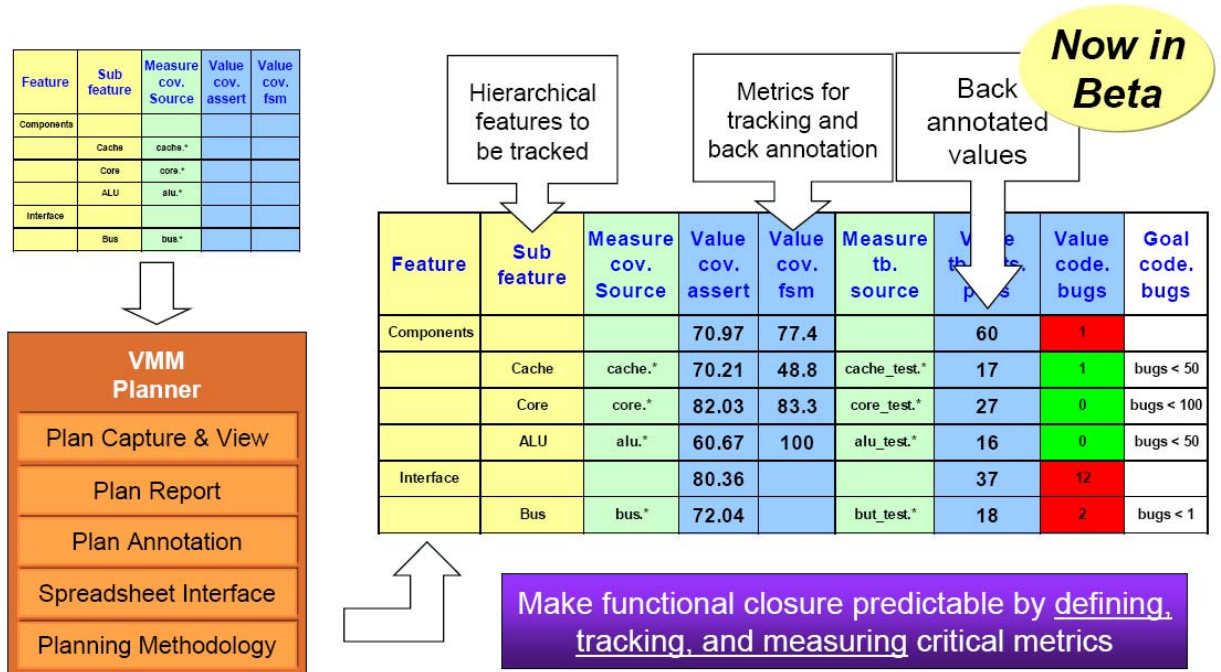 Now in
Beta
Feature Sub feature Measure cov. Source Value cov. assert Value cov. fsm
Components
Cache cache.*
Core core.*
ALU alu.*
Interface
Bus bus.*
Hierarchical
features to
be tracked
Metrics for
tracking and
back annotation
Back
annotated
values
VMM
Planner
Plan Capture & View
Plan Report
Plan Annotation
Spreadsheet Interface
Planning Methodology
Feature Sub feature Measure cov. Source Value cov. assert Value cov. fsm Measure tb. source Value code. bugs Goal code. bugs
Components 70.97 77.4 60 1
Cache cache.* 70.21 48.8 cache_test.* 17 1 bugs < 50
Core core.* 82.03 83.3 core_test.* 27 0 bugs < 100
ALU alu.* 60.67 100 alu_test.* 16 0 bugs < 50
Interface 80.36 37 12
Bus bus.* 72.04 but_test.* 18 2 bugs < 1
Make functional closure predictable by defining,
tracking, and measuring critical metrics